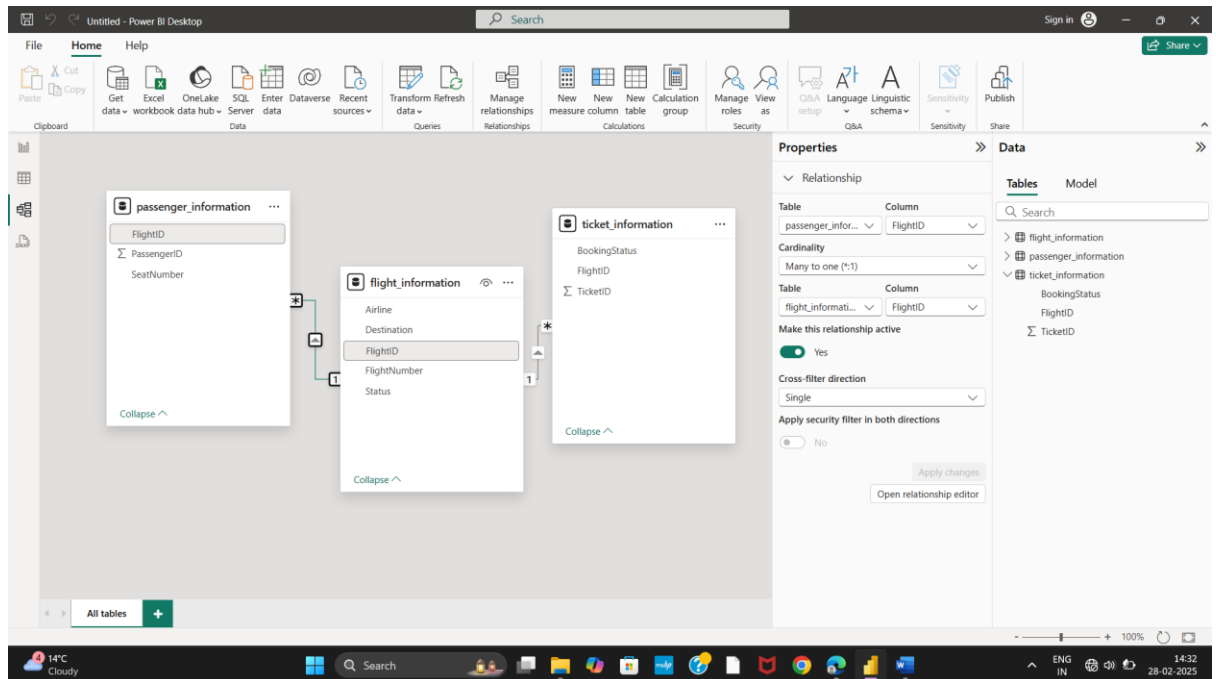 Untitled - Power BI Desktop
Search
Sign in
File Home Help
Share
Paste
Cut
Copy
Clipboard
Get data
Excel workbook
OneLake data hub
SQL Server
Enter data
Dataverse
Recent sources
Data
Transform data
Refresh
Queries
Manage relationships
Relationships
New measure
New column
New table
Calculation group
Calculations
Manage roles
View as
Security
Q&A setup
Language
Linguistic schema
Q&A
Sensitivity
Sensitivity
Publish
Share
passenger_information
FlightID
PassengerID
SeatNumber
Collapse
*
1
flight_information
Airline
Destination
FlightID
FlightNumber
Status
Collapse
*
1
ticket_information
BookingStatus
FlightID
TicketID
Collapse
Properties
Relationship
Table Column
passenger_infor... FlightID
Cardinality
Many to one (*:1)
Table Column
flight_informati... FlightID
Make this relationship active
Yes
Cross-filter direction
Single
Apply security filter in both directions
No
Apply changes
Open relationship editor
Data
Tables Model
Search
flight_information
passenger_information
ticket_information
BookingStatus
FlightID
TicketID
All tables
- + 100%
4
14°C
Cloudy
Search
ENG
IN
14:32
28-02-2025